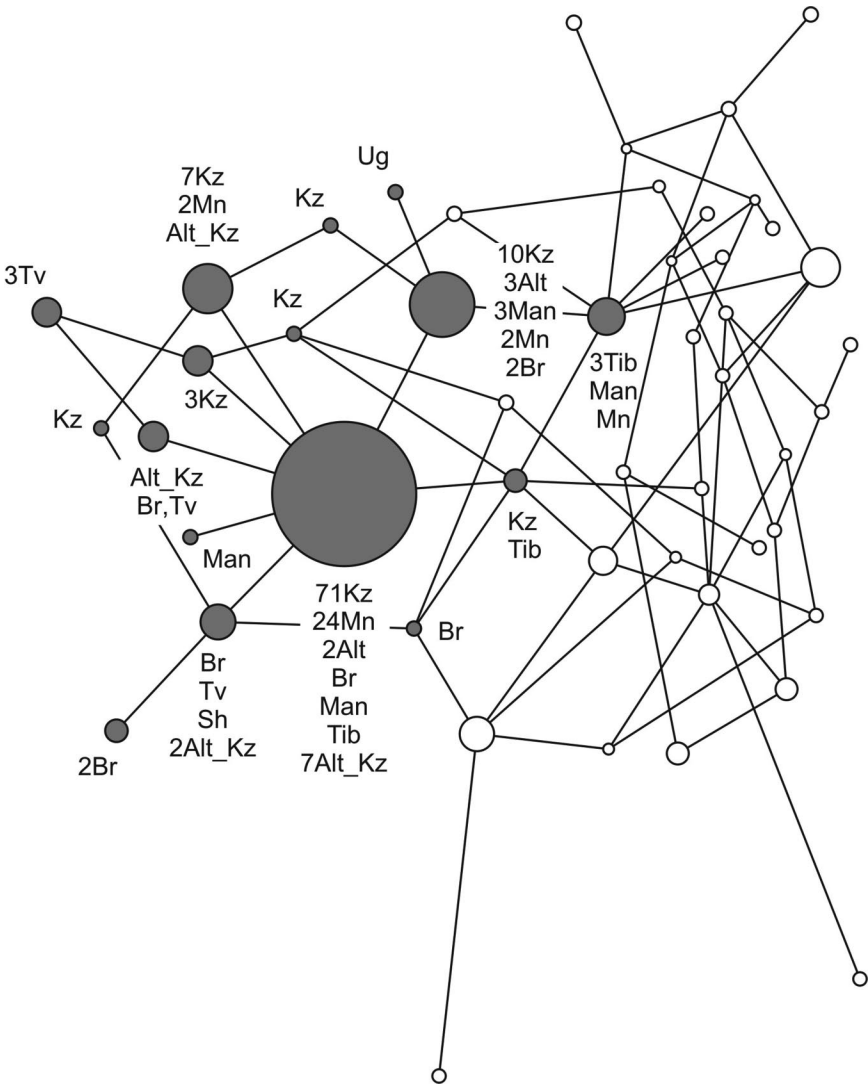 Ug
7Kz
2Mn
Alt_Kz
Kz
10Kz
3Alt
3Man
2Mn
2Br
3Tv
Kz
3Kz
3Tib
Man
Mn
Kz
Alt_Kz
Br,Tv
Man
Kz
Tib
71Kz
24Mn
2Alt
Br
Man
Tib
7Alt_Kz
Br
Br
Tv
Sh
2Alt_Kz
2Br